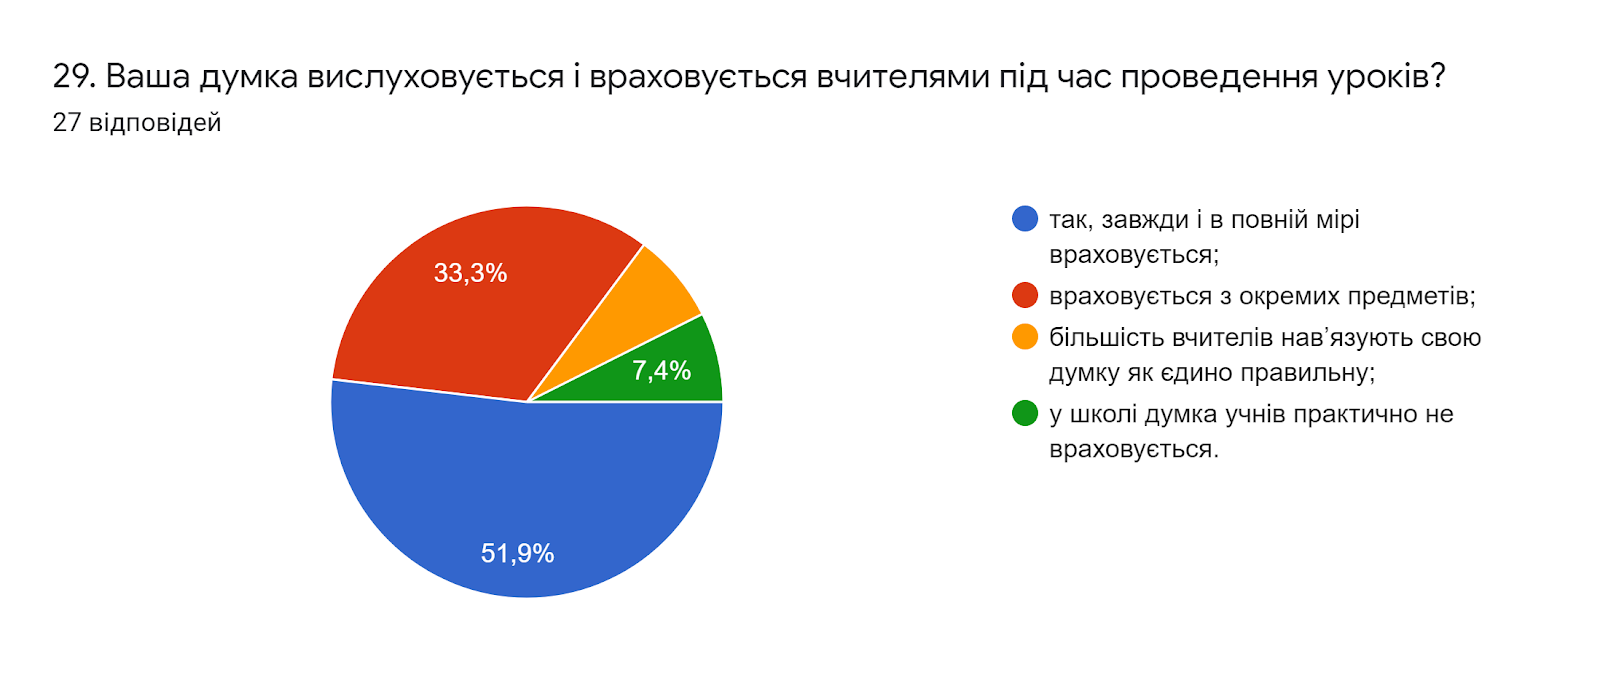 29. Ваша думка вислуховується і враховується вчителями під час проведення уроків?
27 відповідей
33,3%
7,4%
51,9%
так, завжди і в повній мірі
враховується;
враховується з окремих предметів;
більшість вчителів нав’язують свою
думку як єдино правильну;
у школі думка учнів практично не
враховується.